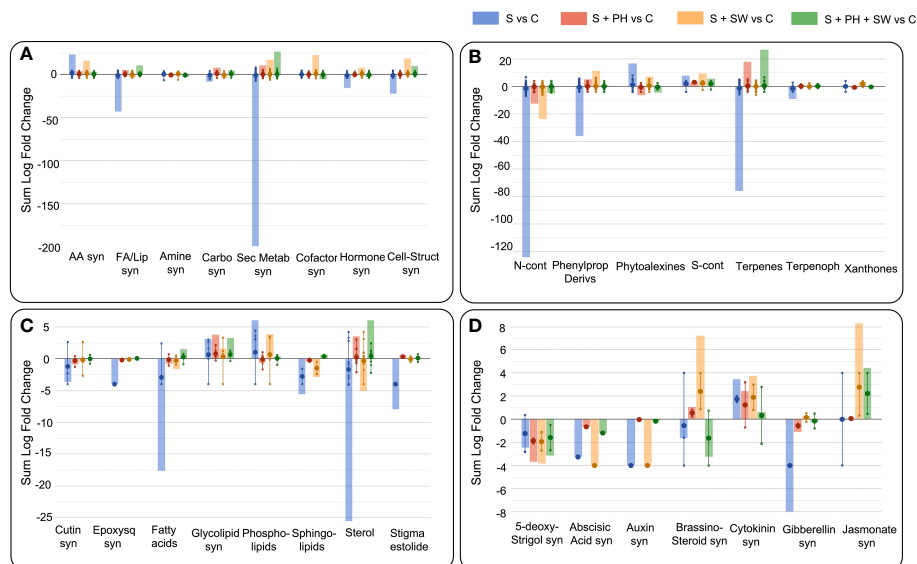 S vs C S + PH vs C S + SW vs C S + PH + SW vs C
A
Sum Log Fold Change
0
-50
-100
-150
-200
AA syn FA/Lip syn Amine syn Carbo syn Sec Metab syn Cofactor syn Hormone syn Cell-Struct syn
B
Sum Log Fold Change
20
0
-20
-40
-60
-80
-100
-120
N-cont Phenylprop Derivs Phytoalexines S-cont Terpenes Terpenoph Xanthones
C
Sum Log Fold Change
5
0
-5
-10
-15
-20
-25
Cutin syn Epoxysq syn Fatty acids Glycolipid syn Phospho-lipids Sphingo-lipids Sterol Stigma estolide
D
Sum Log Fold Change
8
6
4
2
0
-2
-4
-6
-8
5-deoxy-Strigol syn Abscisic Acid syn Auxin syn Brassino-Steroid syn Cytokinin syn Gibberellin syn Jasmonate syn